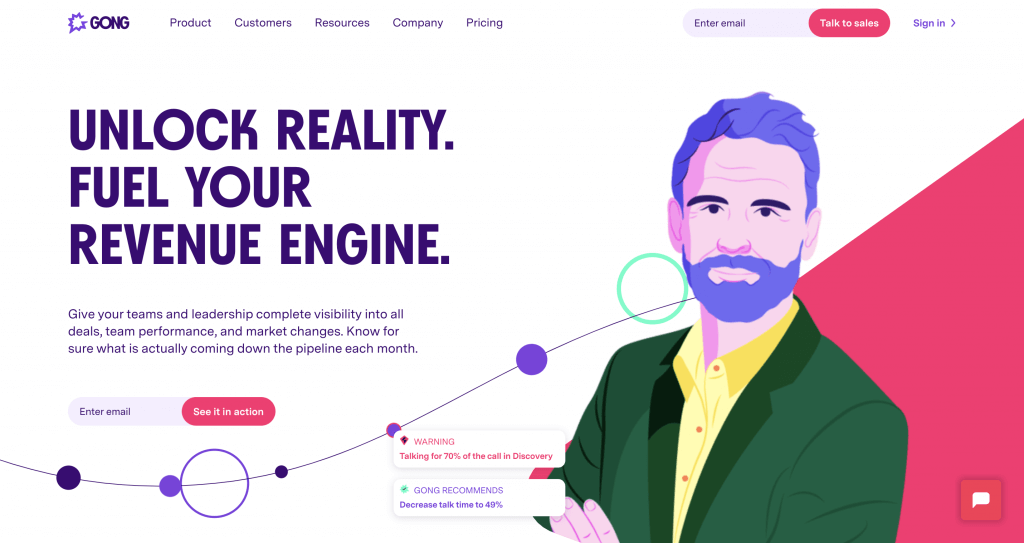 GONG
Product Customers Resources Company Pricing
Enter email Talk to sales Sign in
UNLOCK REALITY.
FUEL YOUR
REVENUE ENGINE.
Give your teams and leadership complete visibility into all
deals, team performance, and market changes. Know for
sure what is actually coming down the pipeline each month.
Enter email See it in action
WARNING
Talking for 70% of the call in Discovery
GONG RECOMMENDS
Decrease talk time to 49%